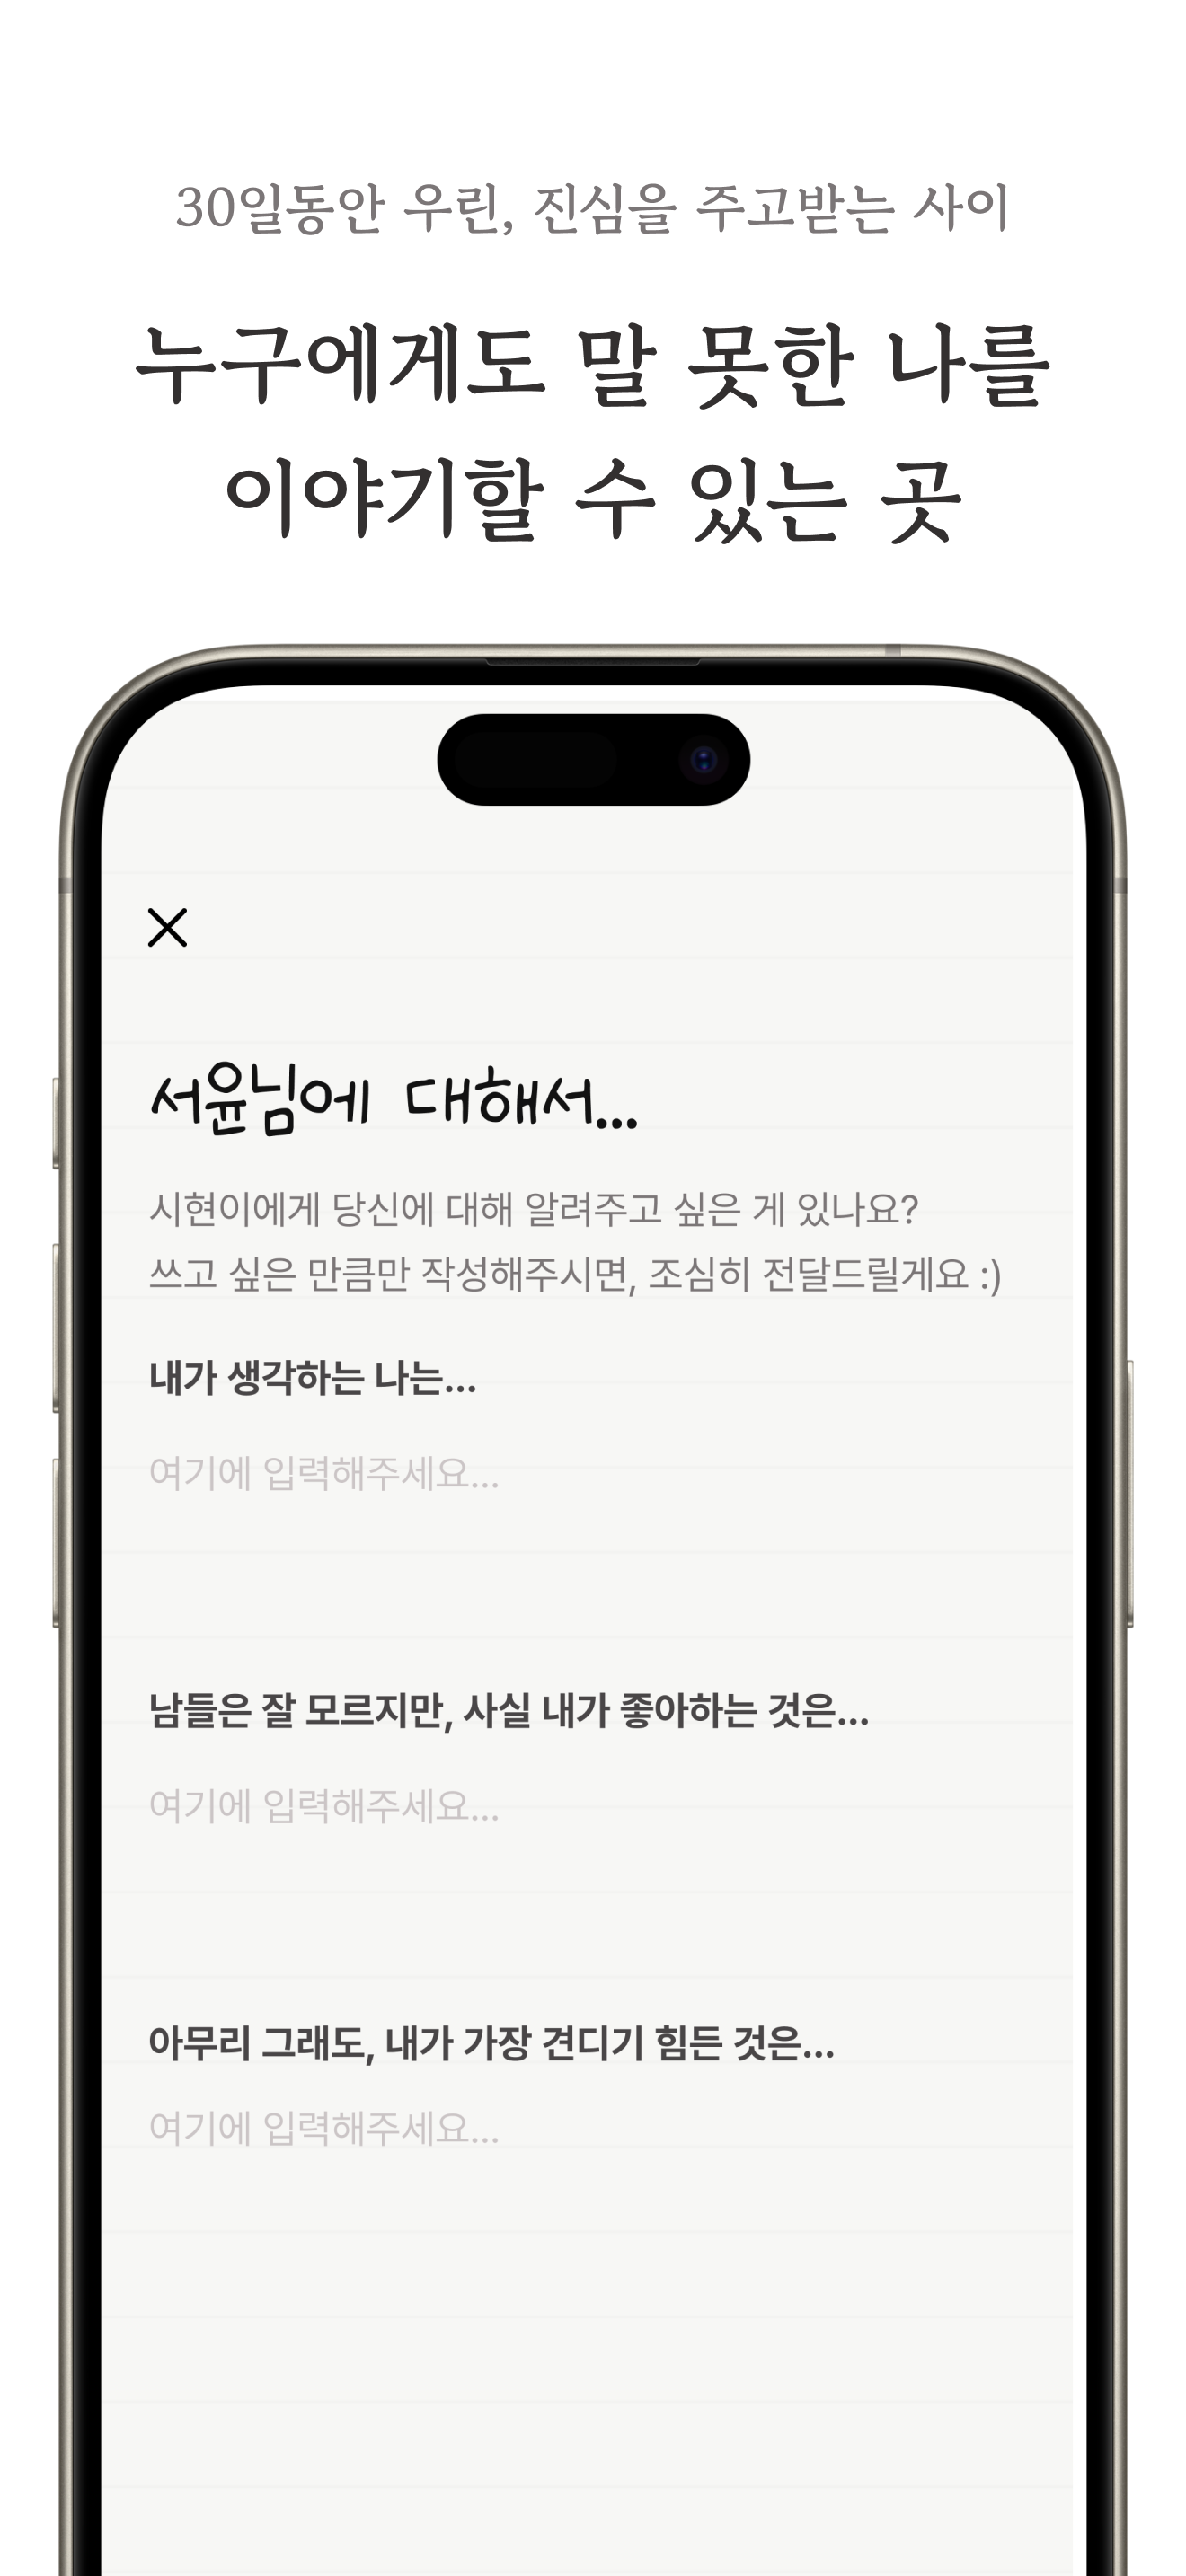 30일동안 우린, 진심을 주고받는 사이
누구에게도 말 못한 나를
이야기할 수 있는 곳
서윤님에 대해서...
시현이에게 당신에 대해 알려주고 싶은 게 있나요?
쓰고 싶은 만큼만 작성해주시면, 조심히 전달드릴게요 :)
내가 생각하는 나는...
여기에 입력해주세요...
남들은 잘 모르지만, 사실 내가 좋아하는 것은...
여기에 입력해주세요...
아무리 그래도, 내가 가장 견디기 힘든 것은...
여기에 입력해주세요...